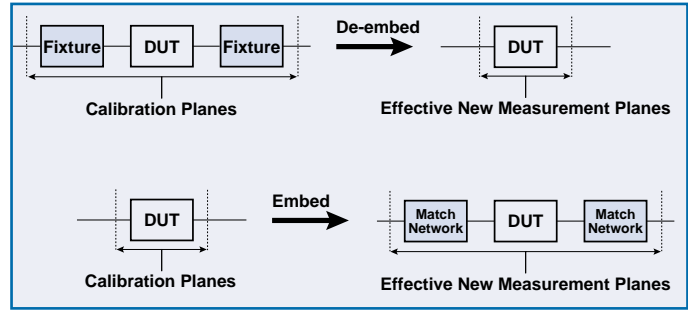 Fixture
DUT
Fixture
De-embed
DUT
Calibration Planes
Effective New Measurement Planes
DUT
Embed
Match
Network
DUT
Match
Network
Calibration Planes
Effective New Measurement Planes